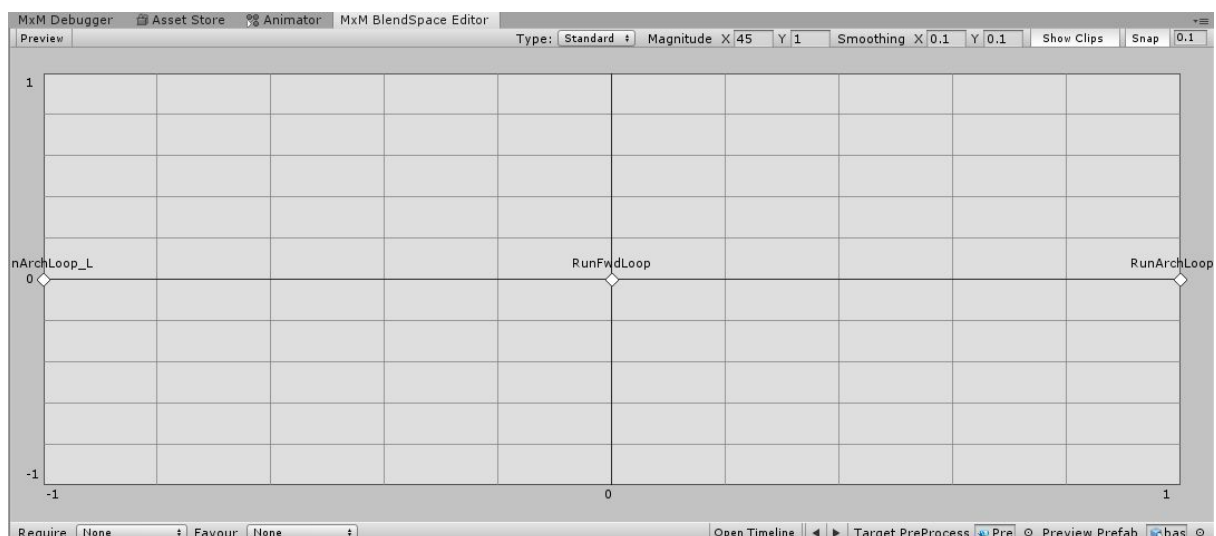 MxM Debugger Asset Store Animator MxM BlendSpace Editor
Preview Type: Standard Magnitude X 45 Y 1 Smoothing X 0.1 Y 0.1 Show Clips Snap 0.1
1
nArchLoop_L RunFwdLoop RunArchLoop
0
-1
-1 0 1
Require None Favour None Open Timeline Target PreProcess Pre Preview Prefab bas